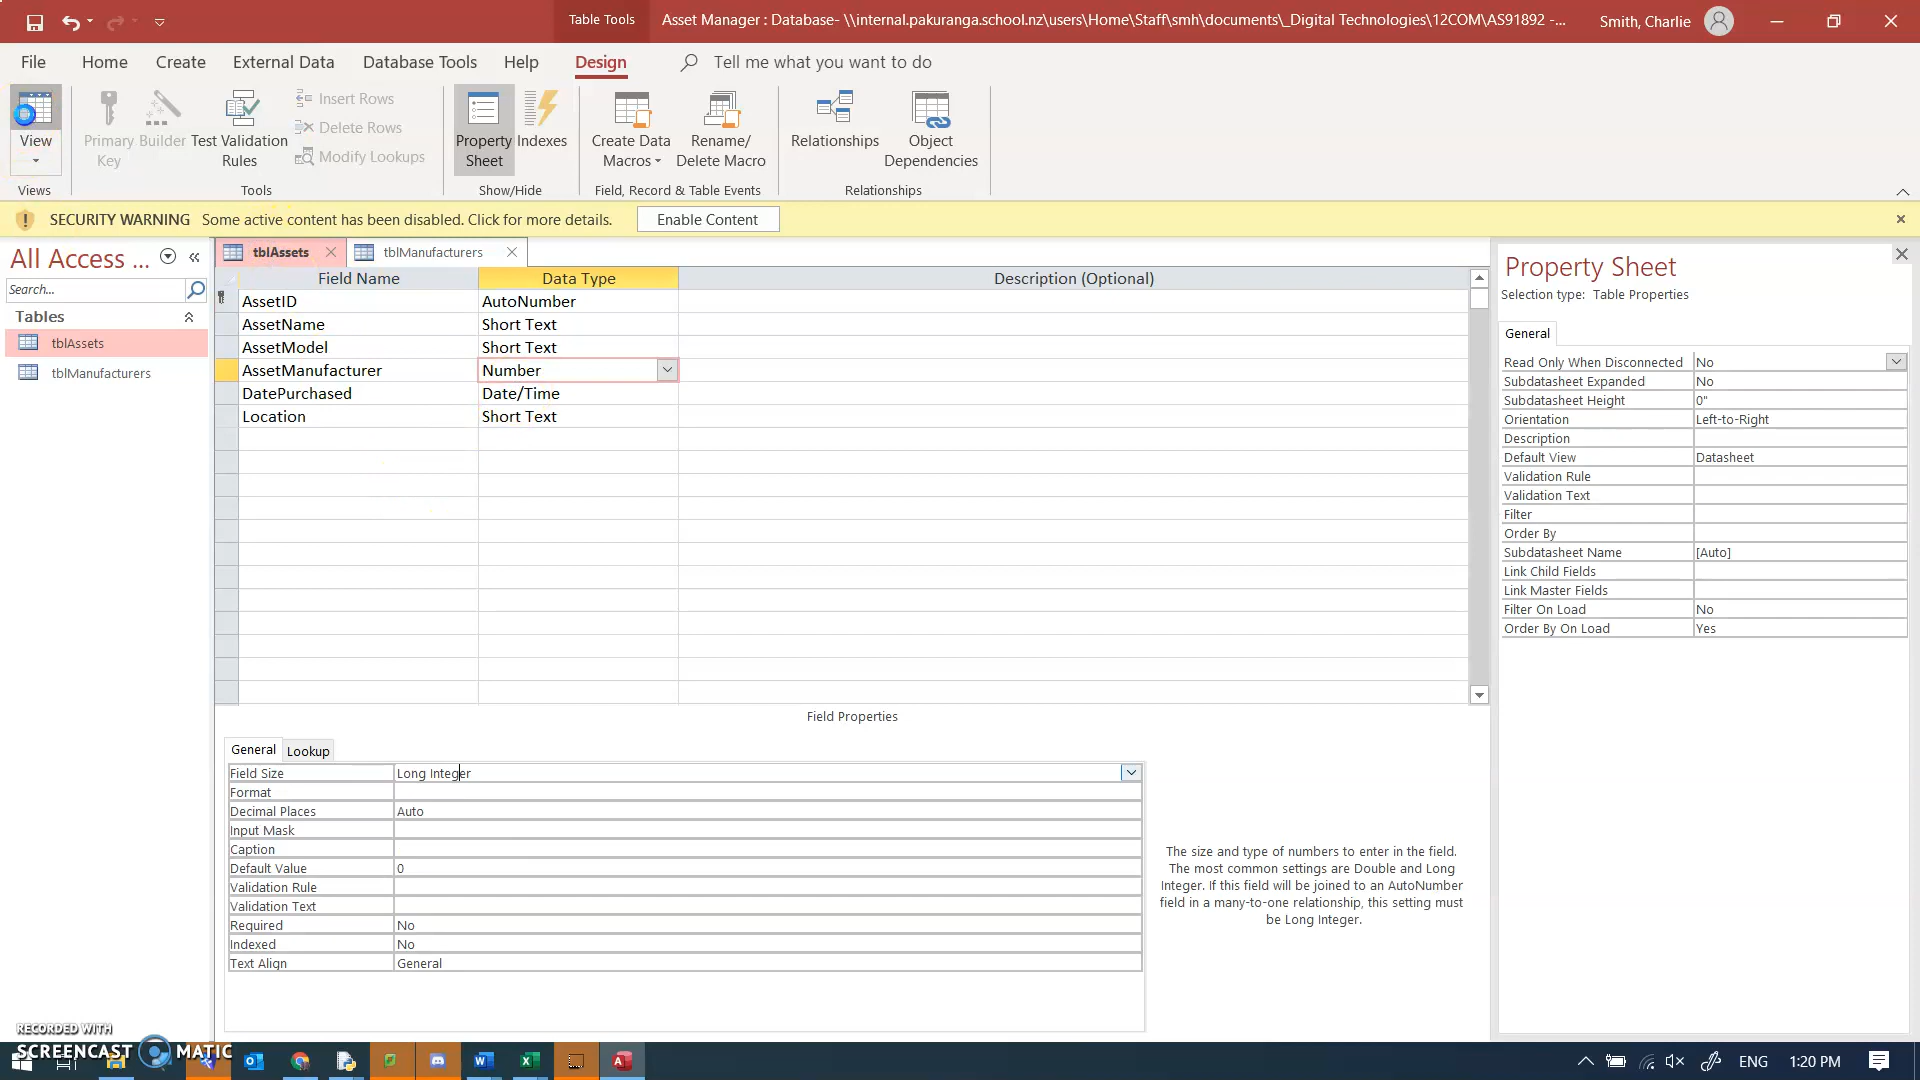 Table Tools
Asset Manager : Database- \\internal.pakuranga.school.nz\users\Home\Staff\smh\documents\_Digital Technologies\12COM\AS91892 -...
Smith, Charlie
File Home Create External Data Database Tools Help Design Tell me what you want to do
View
Primary Key
Builder
Test Validation Rules
Insert Rows
Delete Rows
Modify Lookups
Property Sheet
Indexes
Create Data Macros
Rename/ Delete Macro
Relationships
Object Dependencies
Views
Tools
Show/Hide
Field, Record & Table Events
Relationships
SECURITY WARNING Some active content has been disabled. Click for more details. Enable Content
All Access ...
Search...
Tables
tblAssets
tblManufacturers
tblAssets tblManufacturers
Field Name Data Type Description (Optional)
AssetID AutoNumber
AssetName Short Text
AssetModel Short Text
AssetManufacturer Number
DatePurchased Date/Time
Location Short Text
Field Properties
General Lookup
Field Size Long Integer
Format
Decimal Places Auto
Input Mask
Caption
Default Value 0
Validation Rule
Validation Text
Required No
Indexed No
Text Align General
The size and type of numbers to enter in the field.
The most common settings are Double and Long
Integer. If this field will be joined to an AutoNumber
field in a many-to-one relationship, this setting must
be Long Integer.
Property Sheet
Selection type: Table Properties
General
Read Only When Disconnected No
Subdatasheet Expanded No
Subdatasheet Height 0"
Orientation Left-to-Right
Description
Default View Datasheet
Validation Rule
Validation Text
Filter
Order By
Subdatasheet Name [Auto]
Link Child Fields
Link Master Fields
Filter On Load No
Order By On Load Yes
RECORDED WITH
SCREENCAST MATIC
ENG 1:20 PM